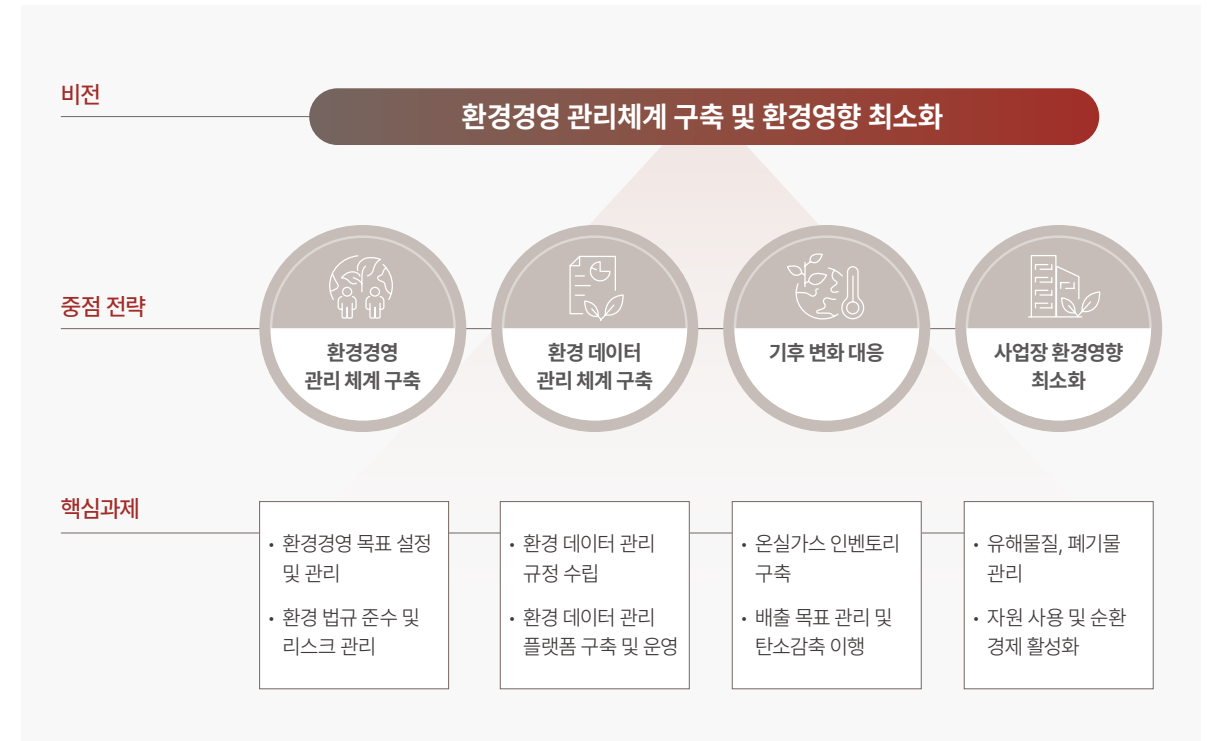 비전
환경경영 관리체계 구축 및 환경영향 최소화
중점 전략
환경경영
관리 체계 구축
환경 데이터
관리 체계 구축
기후 변화 대응
사업장 환경영향
최소화
핵심과제
• 환경경영 목표 설정
및 관리
• 환경 법규 준수 및
리스크 관리
• 환경 데이터 관리
규정 수립
• 환경 데이터 관리
플랫폼 구축 및 운영
• 온실가스 인벤토리
구축
• 배출 목표 관리 및
탄소감축 이행
• 유해물질, 폐기물
관리
• 자원 사용 및 순환
경제 활성화